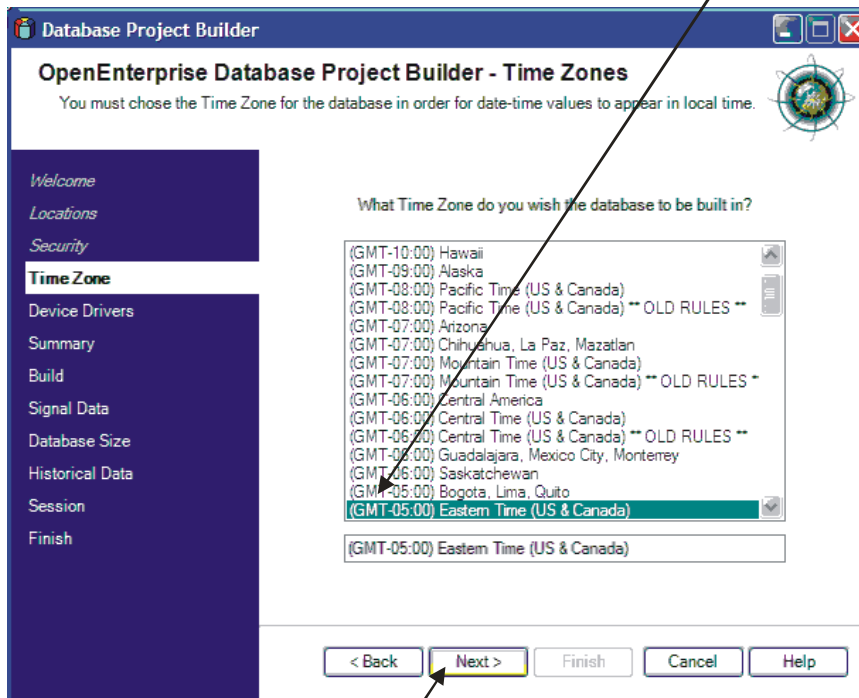 Database Project Builder
OpenEnterprise Database Project Builder - Time Zones
You must chose the Time Zone for the database in order for date-time values to appear in local time.
Welcome
Locations
Security
Time Zone
Device Drivers
Summary
Build
Signal Data
Database Size
Historical Data
Session
Finish
What Time Zone do you wish the database to be built in?
(GMT-10:00) Hawaii
(GMT-09:00) Alaska
(GMT-08:00) Pacific Time (US & Canada)
(GMT-08:00) Pacific Time (US & Canada) ** OLD RULES **
(GMT-07:00) Arizona
(GMT-07:00) Chihuahua, La Paz, Mazatlan
(GMT-07:00) Mountain Time (US & Canada)
(GMT-07:00) Mountain Time (US & Canada) ** OLD RULES *
(GMT-06:00) Central America
(GMT-06:00) Central Time (US & Canada)
(GMT-06:00) Central Time (US & Canada) ** OLD RULES **
(GMT-06:00) Guadalajara, Mexico City, Monterrey
(GMT-06:00) Saskatchewan
(GMT-05:00) Bogota, Lima, Quito
(GMT-05:00) Eastern Time (US & Canada)
(GMT-05:00) Eastern Time (US & Canada)
< Back
Next >
Finish
Cancel
Help